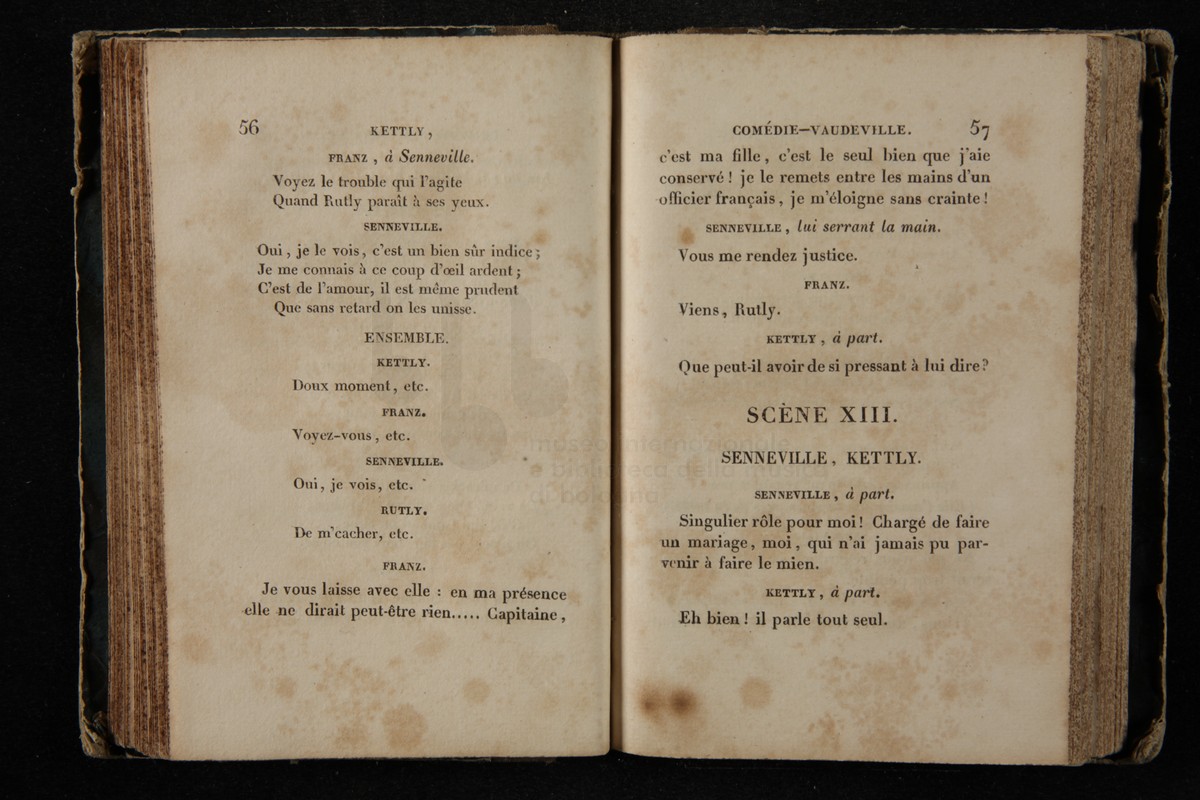 56
KETTLY,
FRANZ, à Senneville.
Voyez le trouble qui l'agite
Quand Rutly paraît à ses yeux.
SENNEVILLE.
Oui, je le vois, c'est un bien sûr indice;
Je me connais à ce coup d'œil ardent;
C'est de l'amour, il est même prudent
Que sans retard on les unisse.
ENSEMBLE.
KETTLY.
Doux moment, etc.
FRANZ.
Voyez-vous, etc.
SENNEVILLE.
Oui, je vois, etc.
RUTLY.
De m'cacher, etc.
FRANZ.
Je vous laisse avec elle : en ma présence
elle ne dirait peut-être rien..... Capitaine,
COMÉDIE-VAUDEVILLE. 57
c'est ma fille, c'est le seul bien que j'aie
conservé ! je le remets entre les mains d'un
officier français, je m'éloigne sans crainte !
SENNEVILLE, lui serrant la main.
Vous me rendez justice.
FRANZ.
Viens, Rutly.
KETTLY, à part.
Que peut-il avoir de si pressant à lui dire?
SCÈNE XIII.
SENNEVILLE, KETTLY.
SENNEVILLE, à part.
Singulier rôle pour moi ! Chargé de faire
un mariage, moi, qui n'ai jamais pu par-
venir à faire le mien.
KETTLY, à part.
Eh bien ! il parle tout seul.
museo internazionale
e biblioteca della
di bologna